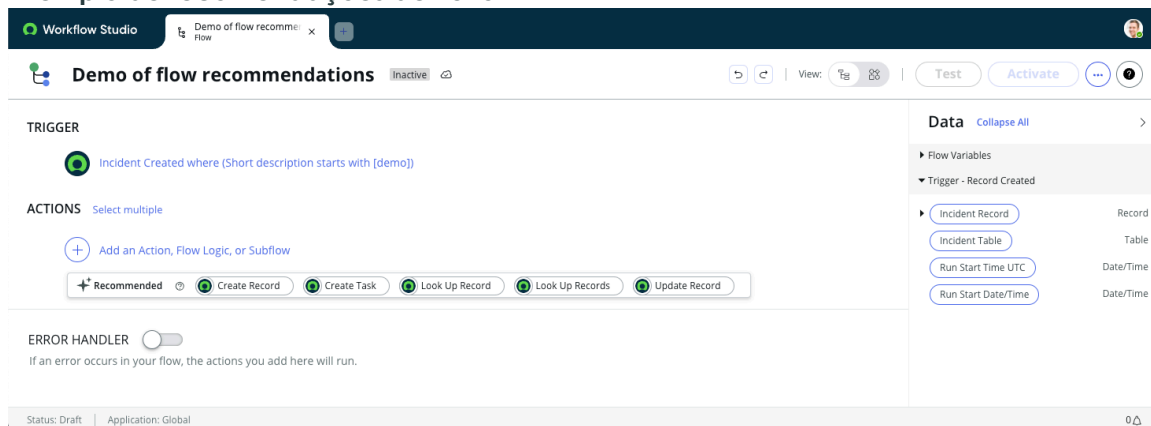 Workflow Studio
Demo of flow recommer
Flow
Demo of flow recommendations
Inactive
View:
Test
Activate
TRIGGER
Incident Created where (Short description starts with [demo])
ACTIONS Select multiple
Add an Action, Flow Logic, or Subflow
Recommended Create Record Create Task Look Up Record Look Up Records Update Record
ERROR HANDLER
If an error occurs in your flow, the actions you add here will run.
Data Collapse All
Flow Variables
Trigger - Record Created
Incident Record Record
Incident Table Table
Run Start Time UTC Date/Time
Run Start Date/Time Date/Time
Status: Draft Application: Global
0